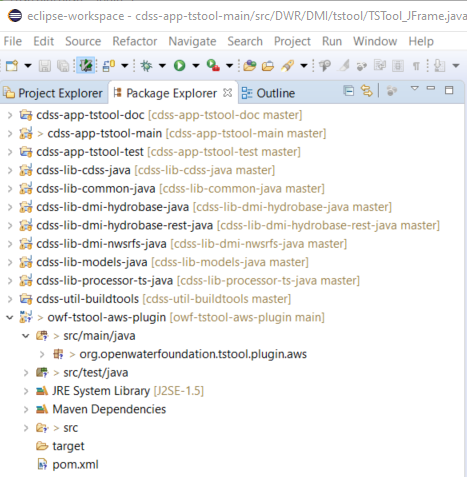 eclipse-workspace - cdss-app-tstool-main/src/DWR/DMI/tstool/TSTool_JFrame.java
File Edit Source Refactor Navigate Search Project Run Window Help
Project Explorer Package Explorer Outline
cdss-app-tstool-doc [cdss-app-tstool-doc master]
> cdss-app-tstool-main [cdss-app-tstool-main master]
cdss-app-tstool-test [cdss-app-tstool-test master]
cdss-lib-cdss-java [cdss-lib-cdss-java master]
cdss-lib-common-java [cdss-lib-common-java master]
cdss-lib-dmi-hydrobase-java [cdss-lib-dmi-hydrobase-java master]
cdss-lib-dmi-hydrobase-rest-java [cdss-lib-dmi-hydrobase-rest-java master]
cdss-lib-dmi-nwsrfs-java [cdss-lib-dmi-nwsrfs-java master]
cdss-lib-models-java [cdss-lib-models-java master]
cdss-lib-processor-ts-java [cdss-lib-processor-ts-java master]
cdss-util-buildtools [cdss-util-buildtools master]
> owf-tstool-aws-plugin [owf-tstool-aws-plugin main]
> src/main/java
> org.openwaterfoundation.tstool.plugin.aws
> src/test/java
JRE System Library [J2SE-1.5]
Maven Dependencies
> src
target
pom.xml